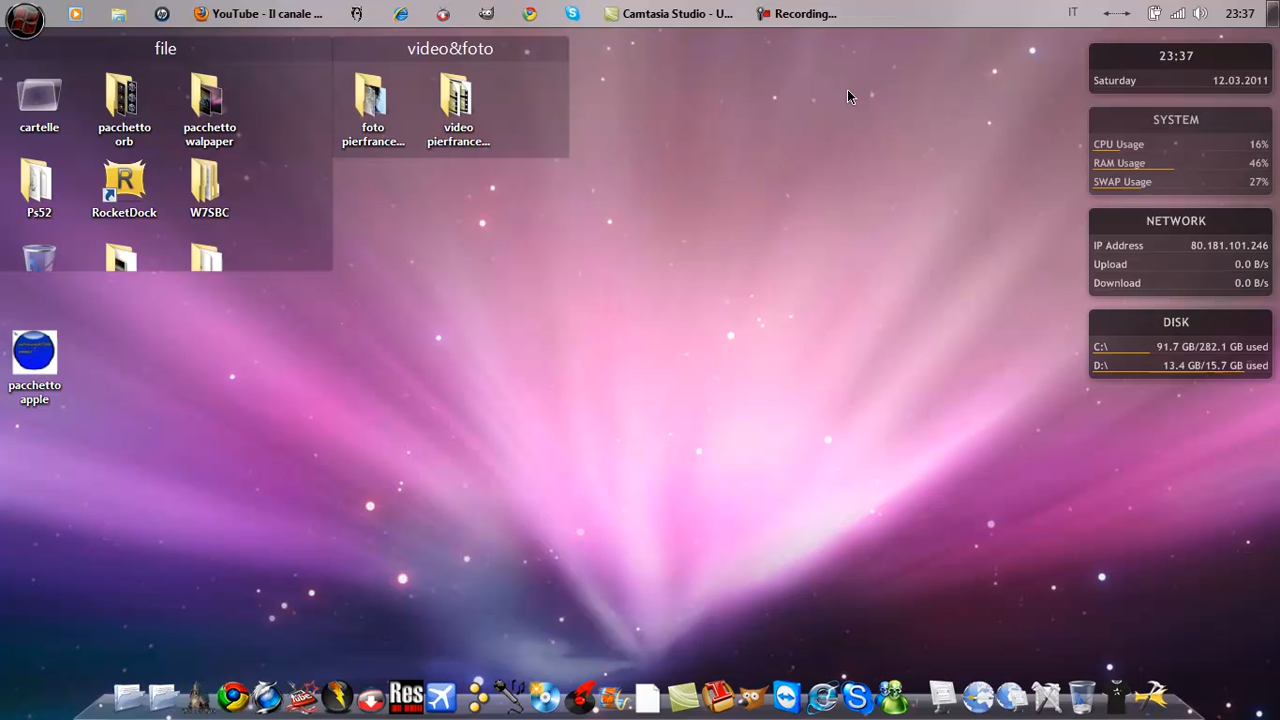 YouTube - Il canale ...
Camtasia Studio - U...
Recording...
IT
23:37
file
video&foto
cartelle
pacchetto
orb
pacchetto
walpaper
foto
pierfrance...
video
pierfrance...
Ps52
RocketDock
W7SBC
pacchetto
apple
23:37
Saturday 12.03.2011
SYSTEM
CPU Usage 16%
RAM Usage 46%
SWAP Usage 27%
NETWORK
IP Address 80.181.101.246
Upload 0.0 B/s
Download 0.0 B/s
DISK
C:\ 91.7 GB/282.1 GB used
D:\ 13.4 GB/15.7 GB used
Res